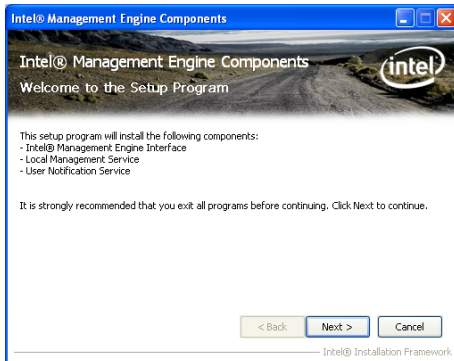 Intel® Management Engine Components
Intel® Management Engine Components
intel
Welcome to the Setup Program
This setup program will install the following components:
- Intel® Management Engine Interface
- Local Management Service
- User Notification Service
It is strongly recommended that you exit all programs before continuing. Click Next to continue.
< Back
Next >
Cancel
Intel® Installation Framework